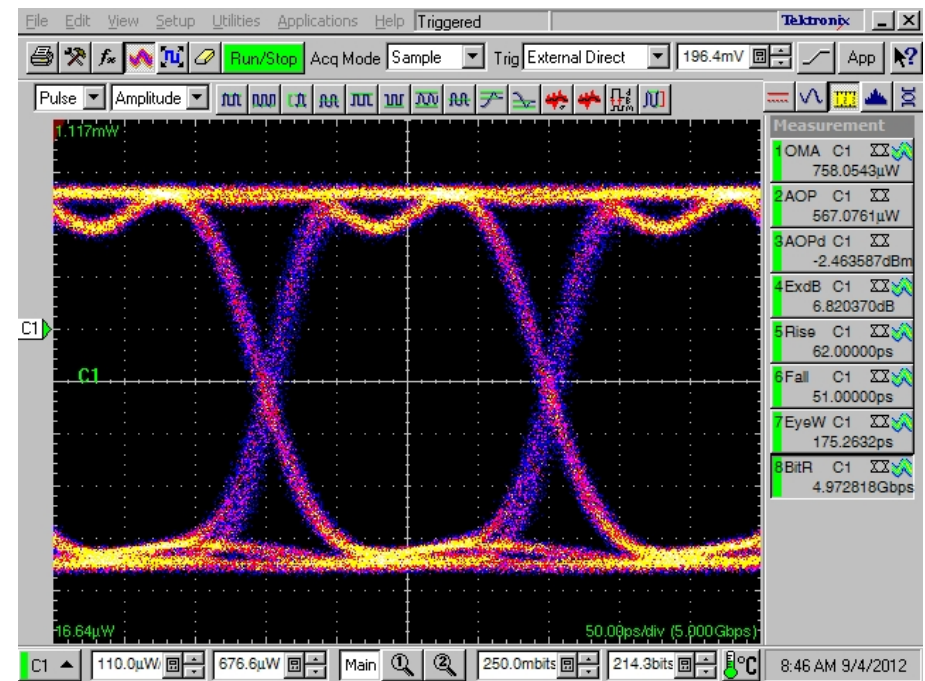 File Edit View Setup Utilities Applications Help Triggered Tektronix
Run/Stop Acq Mode Sample Trig External Direct 196.4mV App
Pulse Amplitude
1.117mW
Measurement
1 OMA C1
758.0543µW
2 AOP C1
567.0761µW
3 AOPd C1
-2.463587dBm
4 ExdB C1
6.820370dB
5 Rise C1
62.00000ps
6 Fall C1
51.00000ps
7 EyeW C1
175.2632ps
8 BitR C1
4.972818Gbps
C1
C1
16.64µW 50.00ps/div (5.000Gbps)
C1 110.0µW/ 676.6µW Main 1 2 250.0mbits 214.3bits °C 8:46 AM 9/4/2012